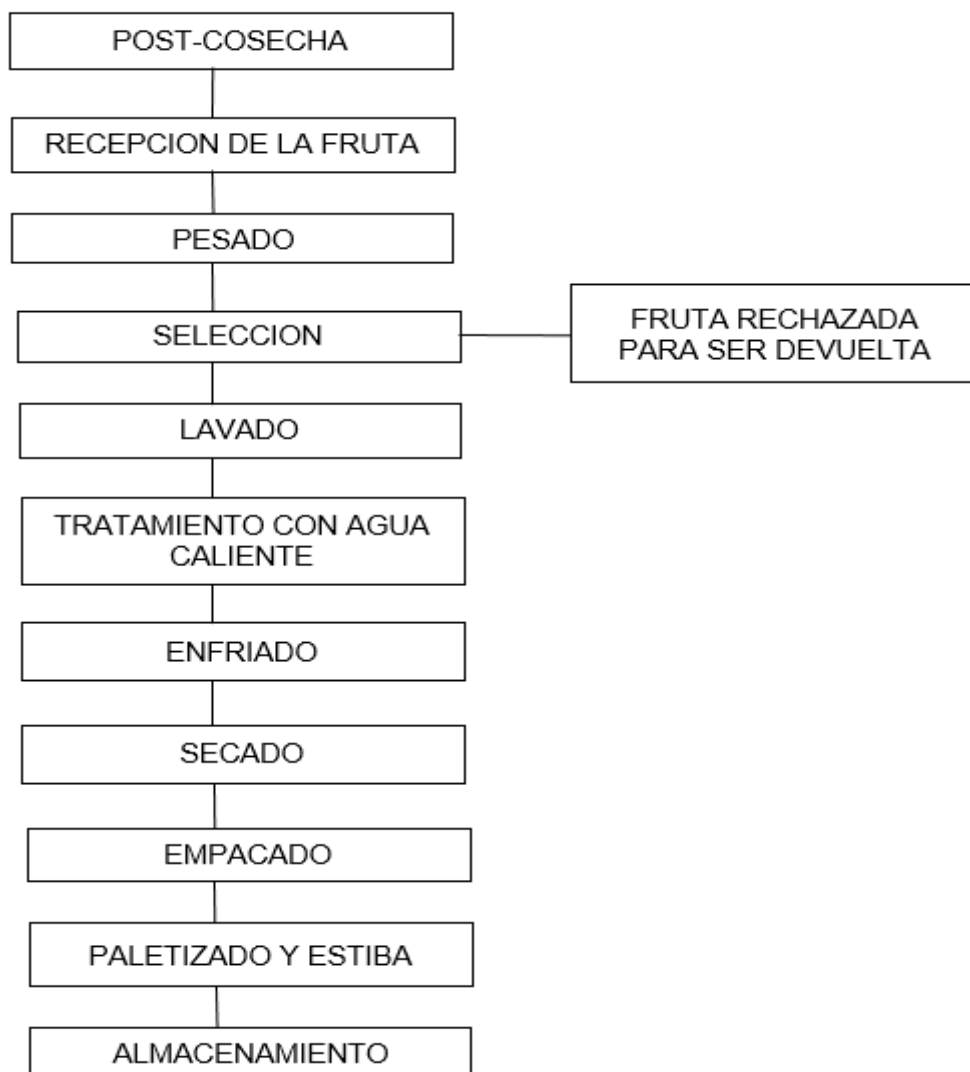 POST-COSECHA
RECEPCION DE LA FRUTA
PESADO
SELECCION
FRUTA RECHAZADA
PARA SER DEVUELTA
LAVADO
TRATAMIENTO CON AGUA
CALIENTE
ENFRIADO
SECADO
EMPACADO
PALETIZADO Y ESTIBA
ALMACENAMIENTO